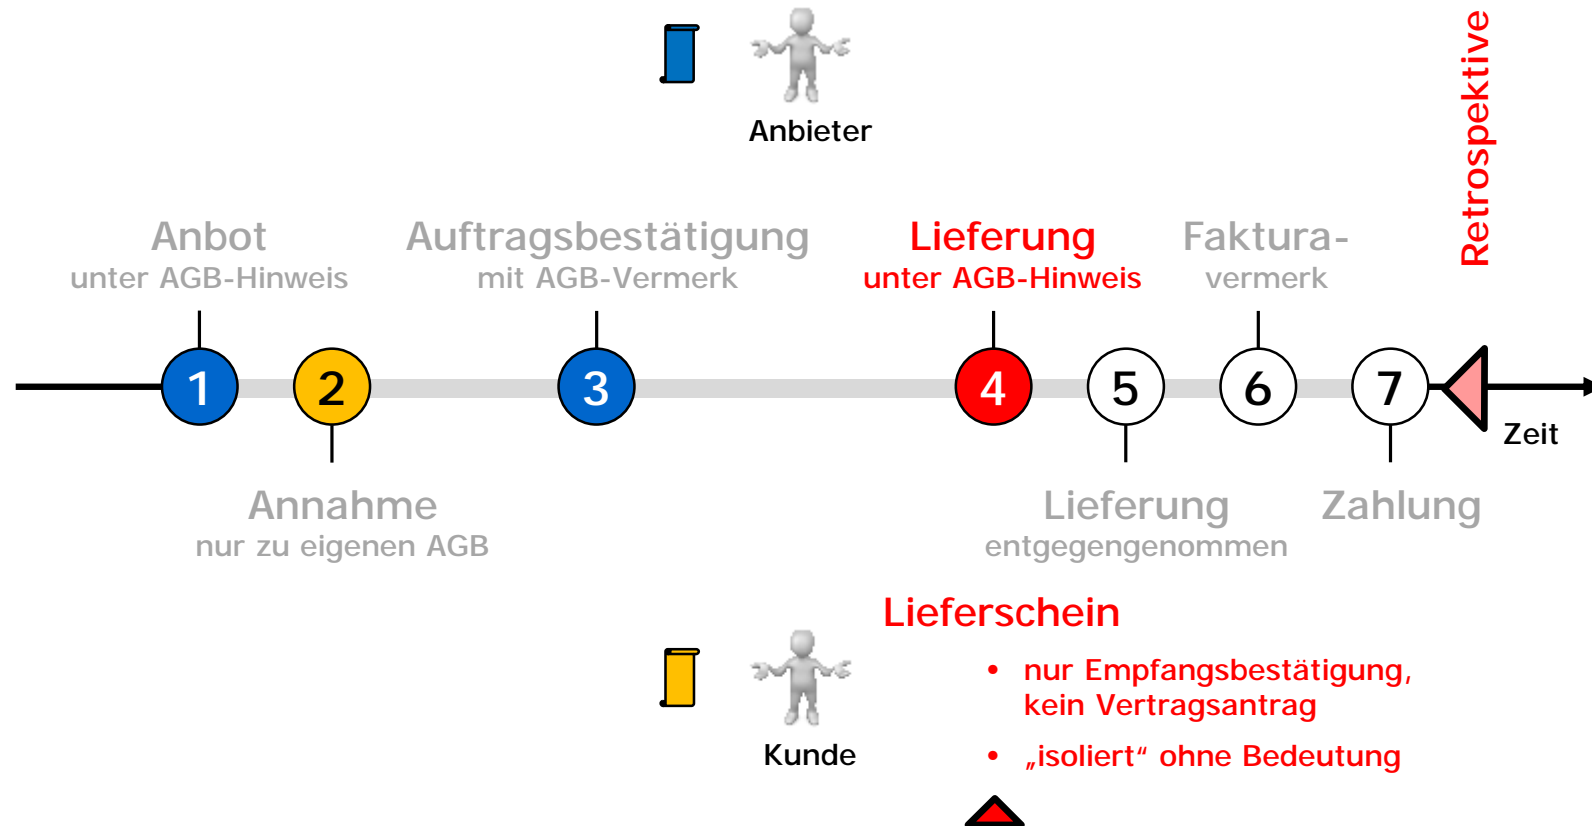 Anbieter
Retrospektive
Anbot
unter AGB-Hinweis
Auftragsbestätigung
mit AGB-Vermerk
Lieferung
unter AGB-Hinweis
Faktura-
vermerk
1
2
3
4
5
6
7
Zeit
Annahme
nur zu eigenen AGB
Lieferung
entgegengenommen
Zahlung
Lieferschein
• nur Empfangsbestätigung,
kein Vertragsantrag
Kunde
• „isoliert“ ohne Bedeutung